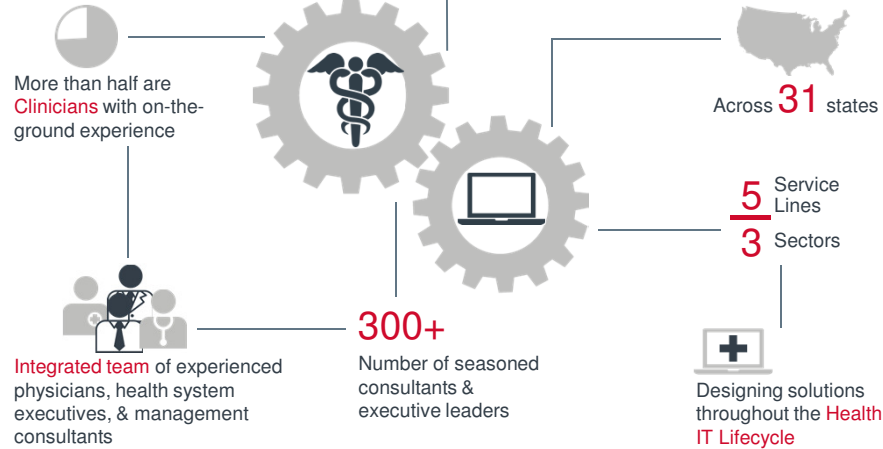 More than half are
Clinicians with on-the-
ground experience
Across 31 states
5 Service
Lines
3 Sectors
Integrated team of experienced
physicians, health system
executives, & management
consultants
300+
Number of seasoned
consultants &
executive leaders
Designing solutions
throughout the Health
IT Lifecycle